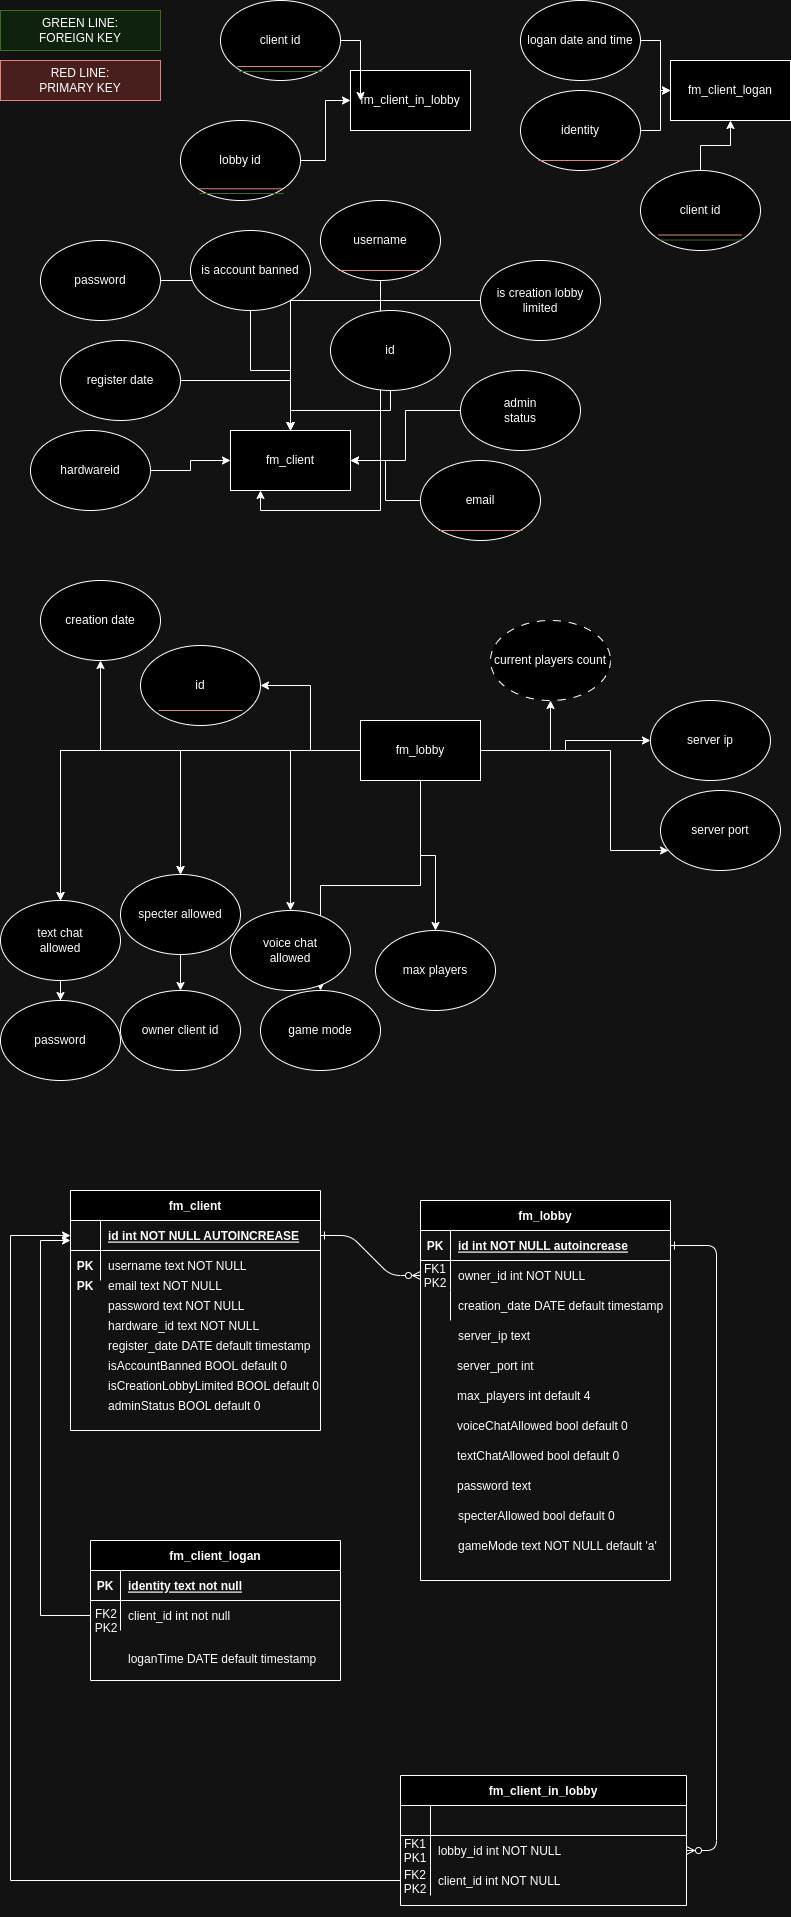 GREEN LINE:
FOREIGN KEY
RED LINE:
PRIMARY KEY
client id
fm_client_in_lobby
lobby id
logan date and time
fm_client_logan
identity
client id
username
is account banned
password
is creation lobby
limited
id
register date
admin
status
fm_client
hardwareid
email
creation date
id
current players count
fm_lobby
server ip
server port
specter allowed
text chat
allowed
voice chat
allowed
max players
password
owner client id
game mode
fm_client
id int NOT NULL AUTOINCREASE
PK username text NOT NULL
PK email text NOT NULL
password text NOT NULL
hardware_id text NOT NULL
register_date DATE default timestamp
isAccountBanned BOOL default 0
isCreationLobbyLimited BOOL default 0
adminStatus BOOL default 0
fm_lobby
PK id int NOT NULL autoincrease
FK1
PK2
owner_id int NOT NULL
creation_date DATE default timestamp
server_ip text
server_port int
max_players int default 4
voiceChatAllowed bool default 0
textChatAllowed bool default 0
password text
specterAllowed bool default 0
gameMode text NOT NULL default 'a'
fm_client_logan
PK identity text not null
FK2
PK2
client_id int not null
loganTime DATE default timestamp
fm_client_in_lobby
FK1
PK1
lobby_id int NOT NULL
FK2
PK2
client_id int NOT NULL